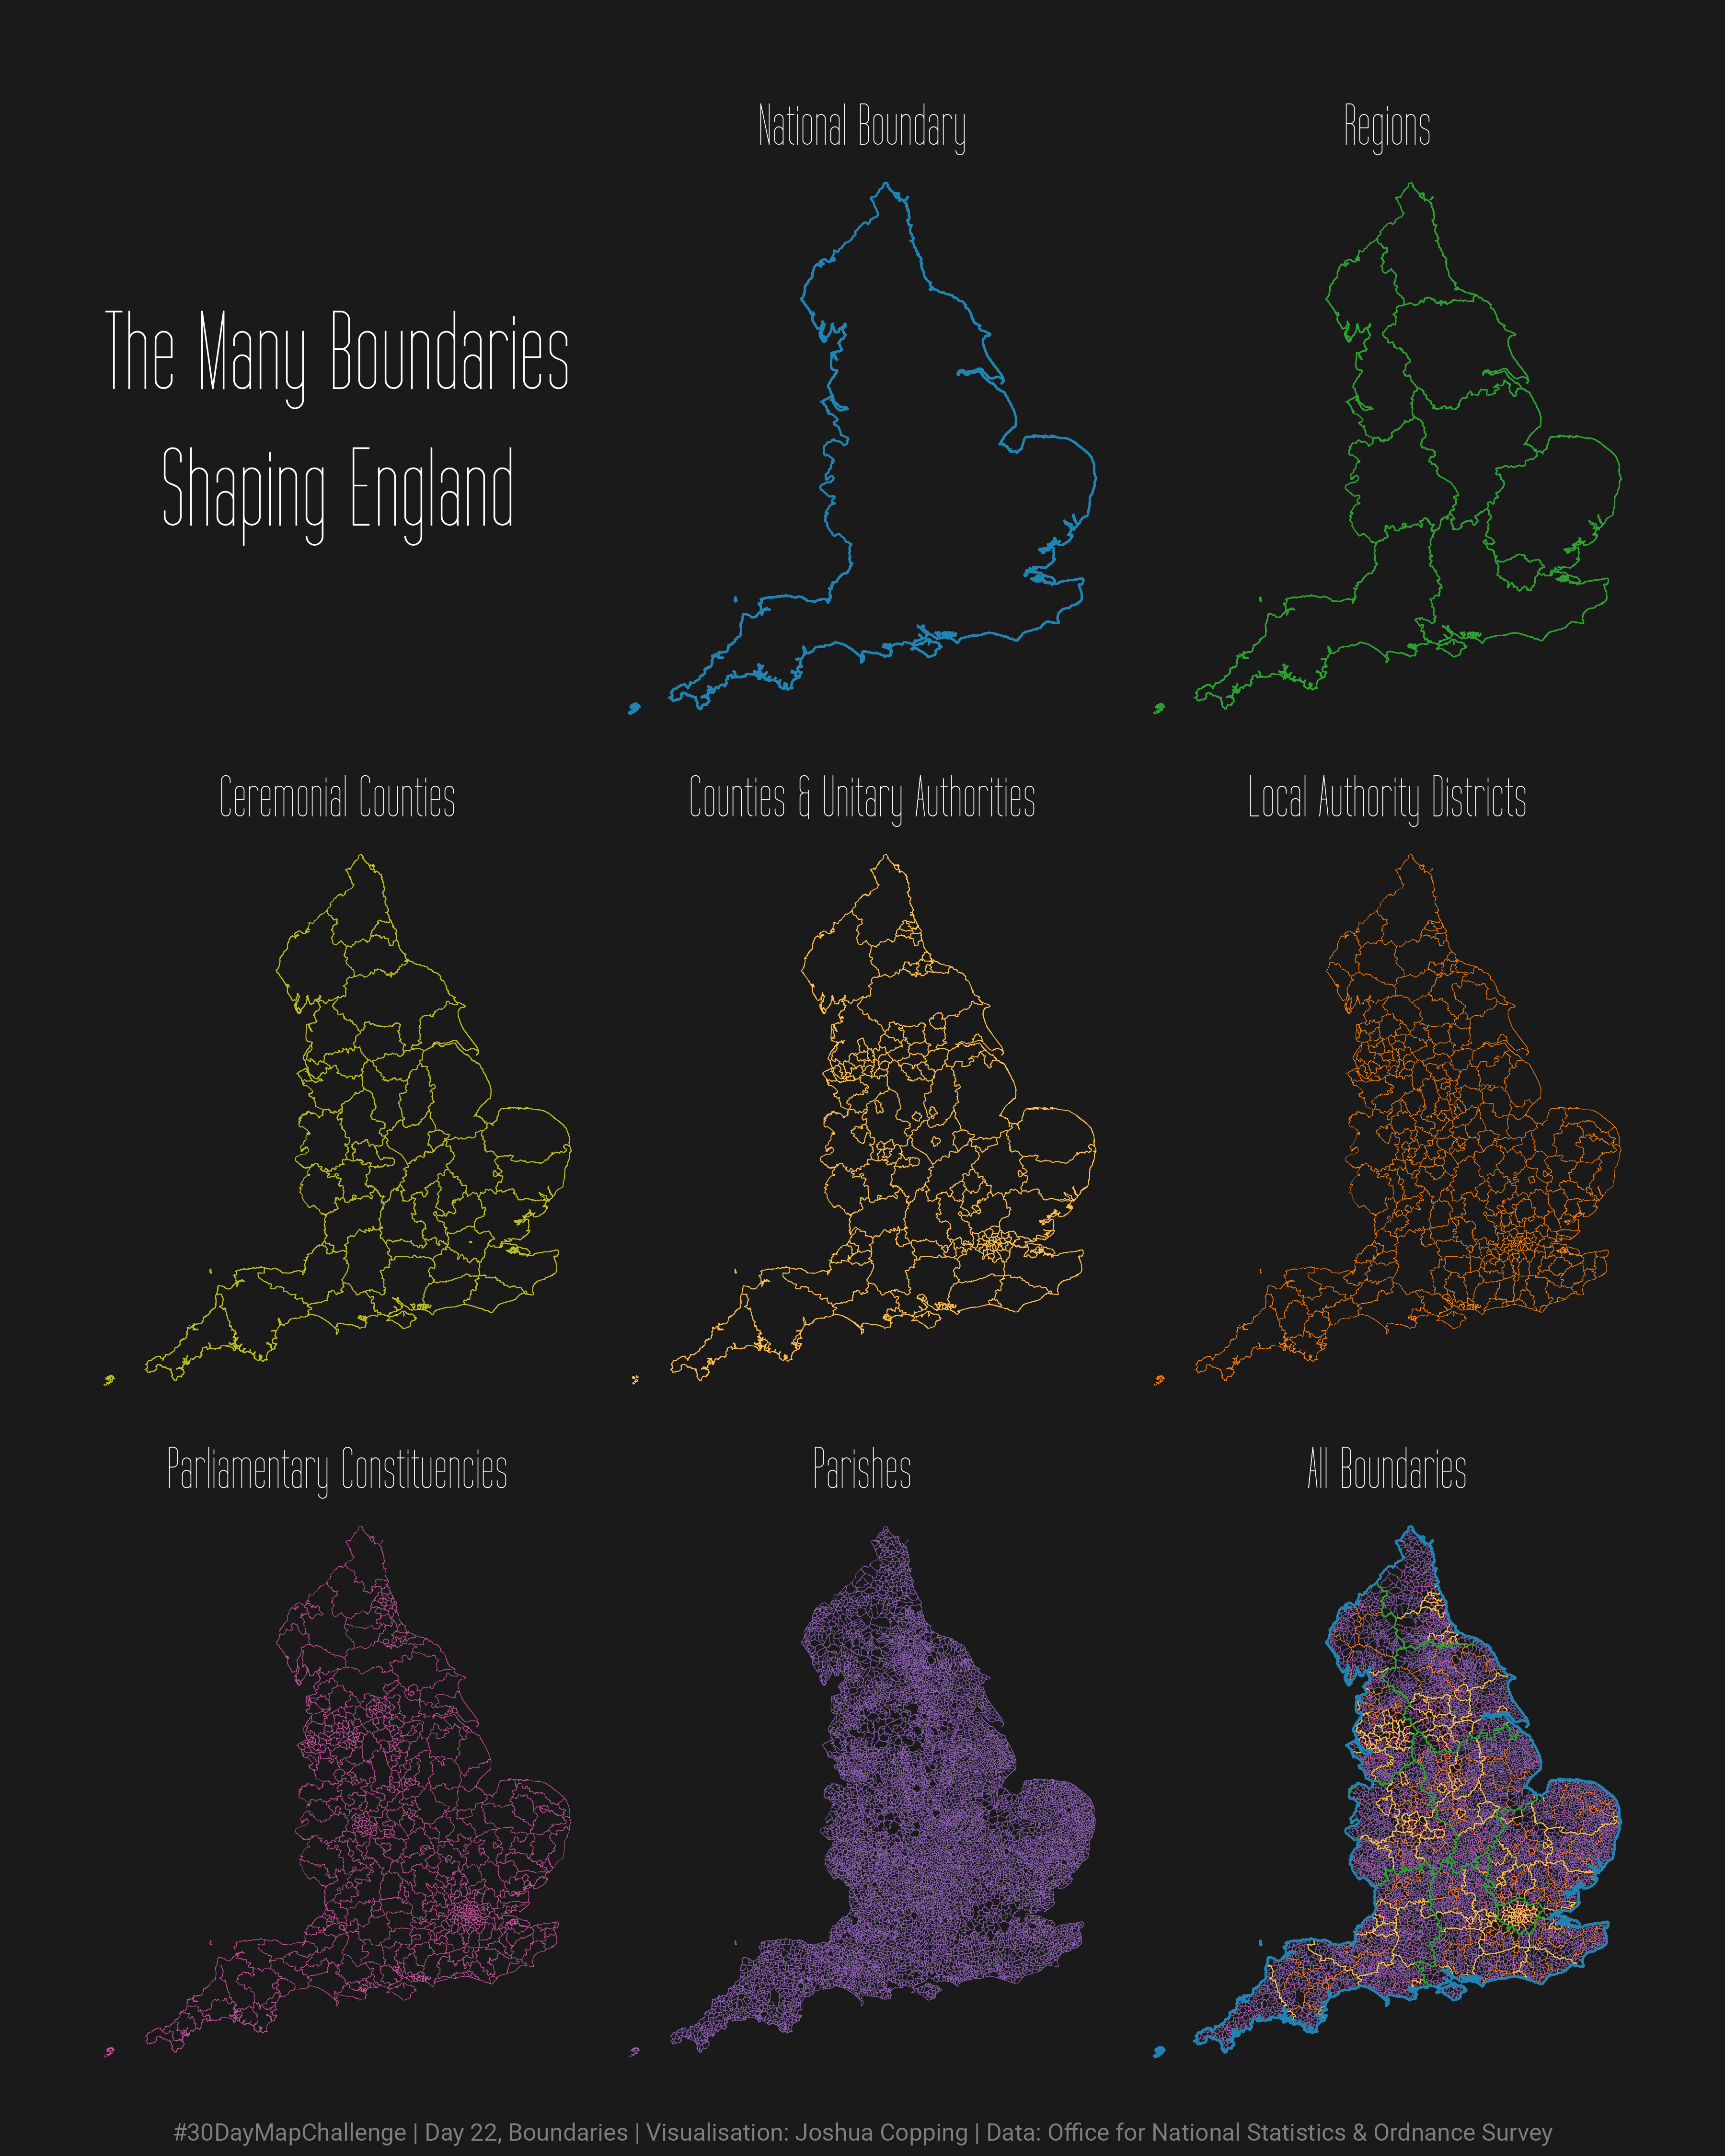 The Many Boundaries
Shaping England
National Boundary
Regions
Ceremonial Counties
Counties & Unitary Authorities
Local Authority Districts
Parliamentary Constituencies
Parishes
All Boundaries
#30DayMapChallenge | Day 22, Boundaries | Visualisation: Joshua Copping | Data: Office for National Statistics & Ordnance Survey